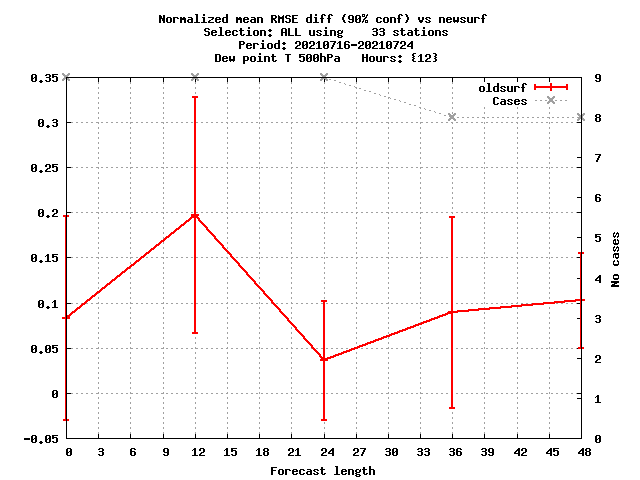 Normalized mean RMSE diff (90% conf) vs newsurf
Selection: ALL using    33 stations
Period: 20210716-20210724
Dew point T 500hPa   Hours: {12}
oldsurf
Cases
0.35
0.3
0.25
0.2
0.15
0.1
0.05
0
-0.05
9
8
7
6
5
4
3
2
1
0
No cases
0 3 6 9 12 15 18 21 24 27 30 33 36 39 42 45 48
Forecast length